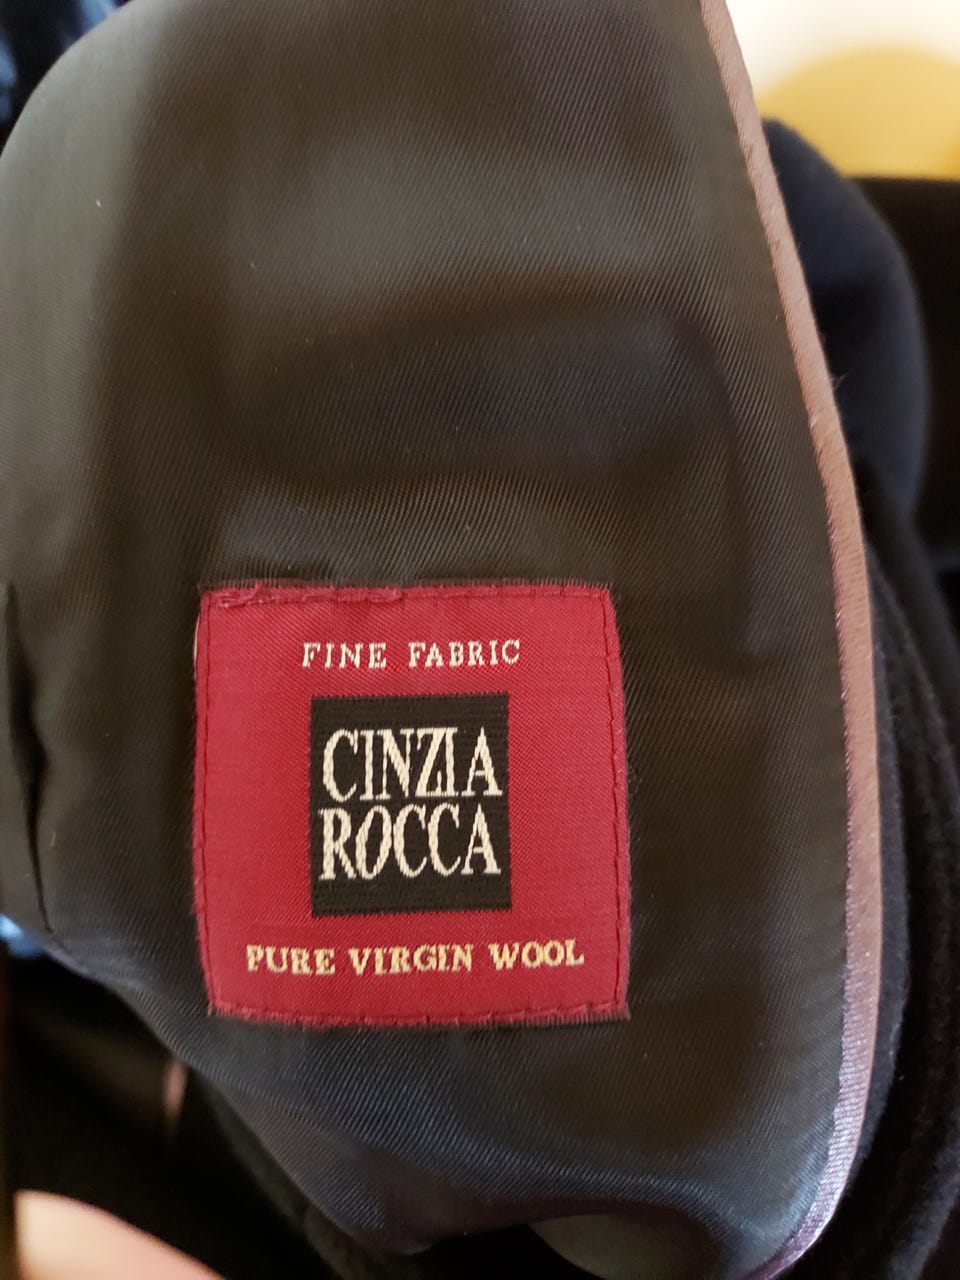 FINE FABRIC
CINZIA
ROCCA
PURE VIRGIN WOOL